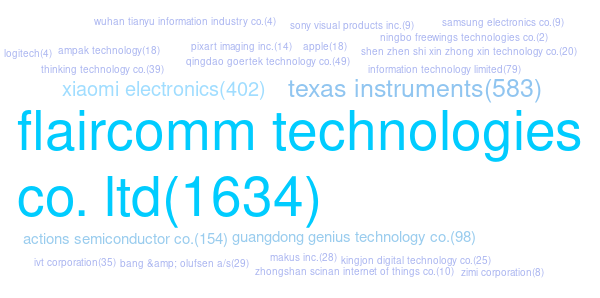 wuhan tianyu information industry co.(4) sony visual products inc.(9) samsung electronics co.(9)
ningbo freewings technologies co.(2)
logitech(4) ampak technology(18) pixart imaging inc.(14) apple(18) shen zhen shi xin zhong xin technology co.(20)
qingdao goertek technology co.(49)
thinking technology co.(39) information technology limited(79)
xiaomi electronics(402) texas instruments(583)
flaircomm technologies
co. ltd(1634)
actions semiconductor co.(154) guangdong genius technology co.(98)
ivt corporation(35) bang &amp; olufsen a/s(29) makus inc.(28) kingjon digital technology co.(25)
zhongshan scinan internet of things co.(10) zimi corporation(8)